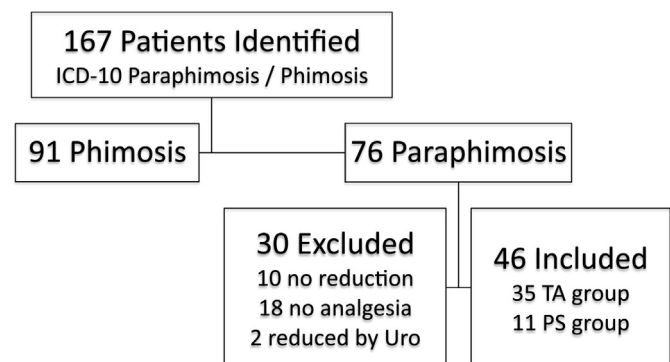 167 Patients Identified
ICD-10 Paraphimosis / Phimosis
91 Phimosis
76 Paraphimosis
30 Excluded
10 no reduction
18 no analgesia
2 reduced by Uro
46 Included
35 TA group
11 PS group